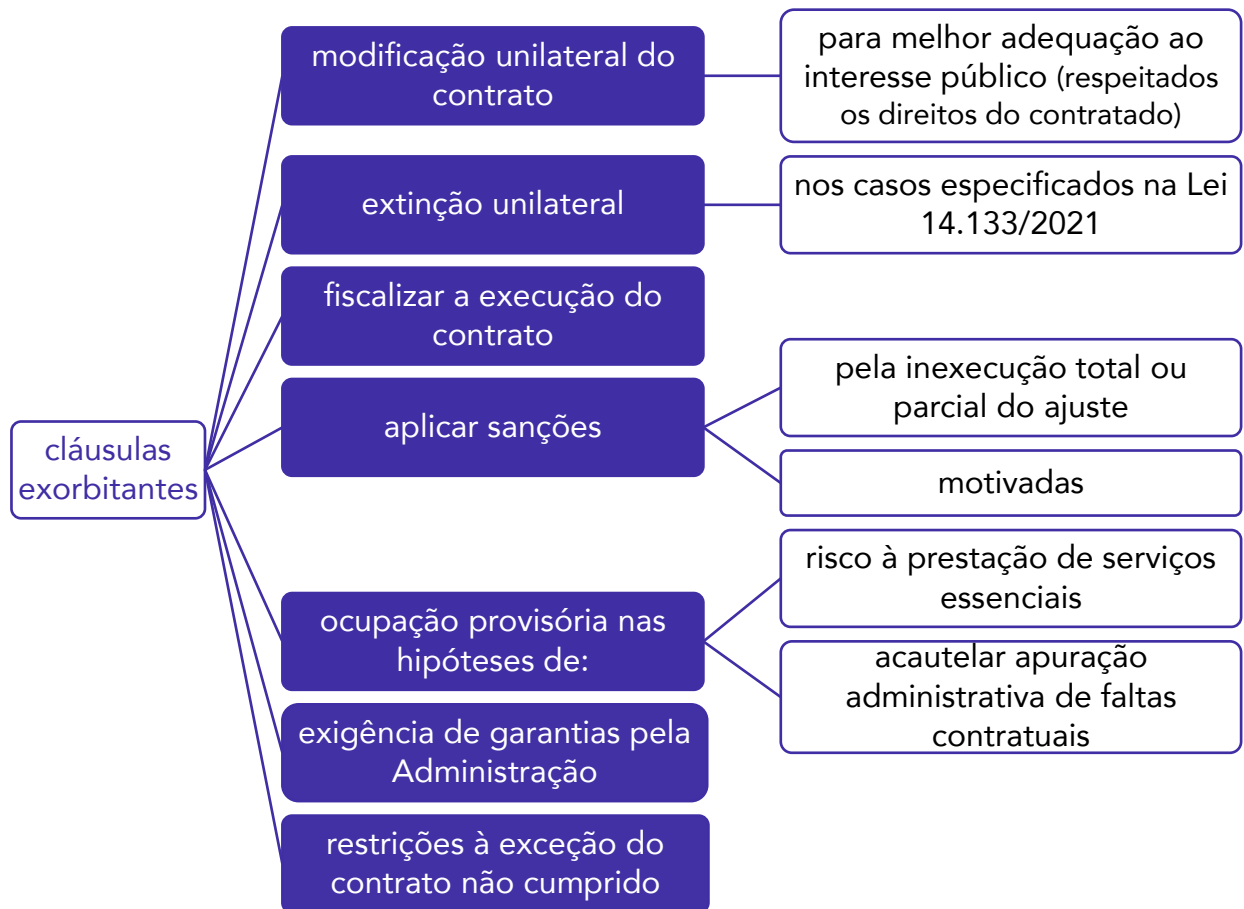 cláusulas
exorbitantes
modificação unilateral do
contrato
para melhor adequação ao
interesse público (respeitados
os direitos do contratado)
extinção unilateral
nos casos especificados na Lei
14.133/2021
fiscalizar a execução do
contrato
aplicar sanções
pela inexecução total ou
parcial do ajuste
motivadas
ocupação provisória nas
hipóteses de:
risco à prestação de serviços
essenciais
acautelar apuração
administrativa de faltas
contratuais
exigência de garantias pela
Administração
restrições à exceção do
contrato não cumprido